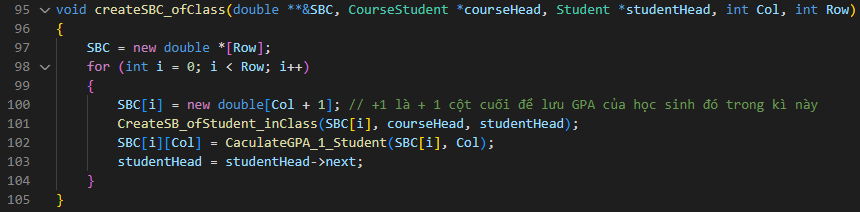 95 void createSBC_ofClass(double **&SBC, CourseStudent *courseHead, Student *studentHead, int Col, int Row)
96 {
97 SBC = new double *[Row];
98 for (int i = 0; i < Row; i++)
99 {
100 SBC[i] = new double[Col + 1]; // +1 là + 1 cột cuối để lưu GPA của học sinh đó trong kì này
101 CreateSB_ofStudent_inClass(SBC[i], courseHead, studentHead);
102 SBC[i][Col] = CaculateGPA_1_Student(SBC[i], Col);
103 studentHead = studentHead->next;
104 }
105 }